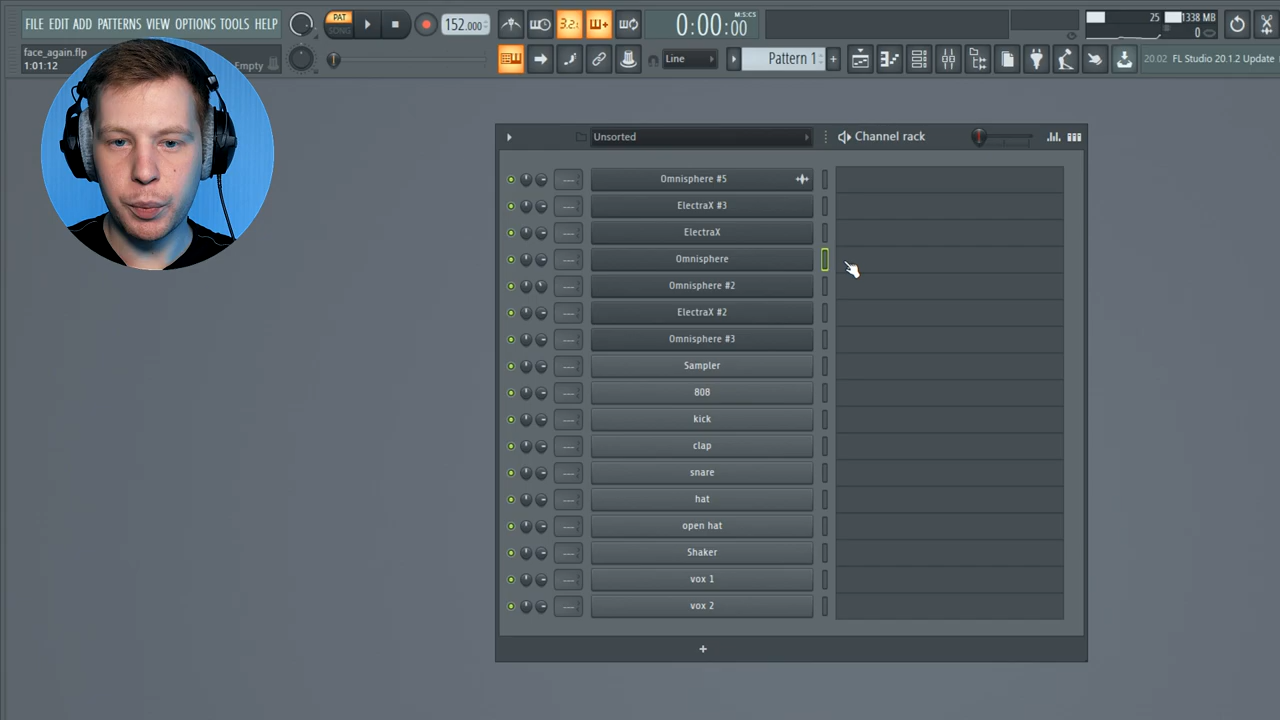 FILE EDIT ADD PATTERNS VIEW OPTIONS TOOLS HELP
PAT
SONG
152.000
3.2.1
M:S:CS
0:00:00
25
1338 MB
0
face_again.flp
1:01:12
Empty
Line
Pattern 1
+
20.02 FL Studio 20.1.2 Update
Unsorted
Channel rack
Omnisphere #5
ElectraX #3
ElectraX
Omnisphere
Omnisphere #2
ElectraX #2
Omnisphere #3
Sampler
808
kick
clap
snare
hat
open hat
Shaker
vox 1
vox 2
+